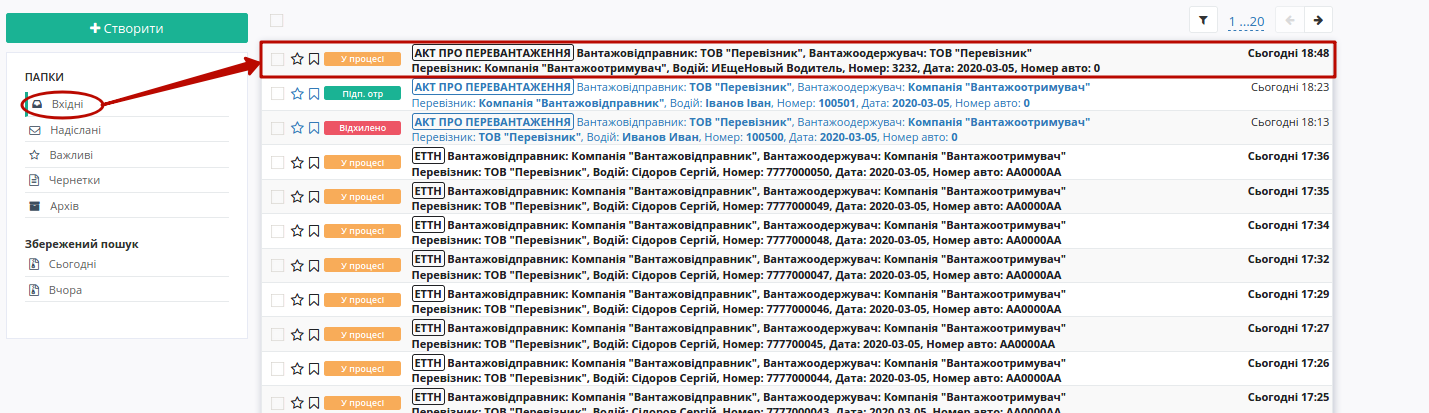 Створити
ПАПКИ
Вхідні
Надіслані
Важливі
Чернетки
Архів
Збережений пошук
Сьогодні
Вчора
1 ...20
У процесі АКТ ПРО ПЕРЕВАНТАЖЕННЯ Вантажовідправник: ТОВ "Перевізник", Вантажоодержувач: ТОВ "Перевізник" Сьогодні 18:48
Перевізник: Компанія "Вантажоотримувач", Водій: ИЕщеНовый Водитель, Номер: 3232, Дата: 2020-03-05, Номер авто: 0
Підп. отр АКТ ПРО ПЕРЕВАНТАЖЕННЯ Вантажовідправник: ТОВ "Перевізник", Вантажоодержувач: Компанія "Вантажоотримувач" Сьогодні 18:23
Перевізник: Компанія "Вантажовідправник", Водій: Іванов Іван, Номер: 100501, Дата: 2020-03-05, Номер авто: 0
Відхилено АКТ ПРО ПЕРЕВАНТАЖЕННЯ Вантажовідправник: ТОВ "Перевізник", Вантажоодержувач: Компанія "Вантажоотримувач" Сьогодні 18:13
Перевізник: ТОВ "Перевізник", Водій: Иванов Иван, Номер: 100500, Дата: 2020-03-05, Номер авто: 0
У процесі ЕТТН Вантажовідправник: Компанія "Вантажовідправник", Вантажоодержувач: Компанія "Вантажоотримувач" Сьогодні 17:36
Перевізник: ТОВ "Перевізник", Водій: Сідоров Сергій, Номер: 7777000050, Дата: 2020-03-05, Номер авто: АА0000АА
У процесі ЕТТН Вантажовідправник: Компанія "Вантажовідправник", Вантажоодержувач: Компанія "Вантажоотримувач" Сьогодні 17:35
Перевізник: ТОВ "Перевізник", Водій: Сідоров Сергій, Номер: 7777000049, Дата: 2020-03-05, Номер авто: АА0000АА
У процесі ЕТТН Вантажовідправник: Компанія "Вантажовідправник", Вантажоодержувач: Компанія "Вантажоотримувач" Сьогодні 17:34
Перевізник: ТОВ "Перевізник", Водій: Сідоров Сергій, Номер: 7777000048, Дата: 2020-03-05, Номер авто: АА0000АА
У процесі ЕТТН Вантажовідправник: Компанія "Вантажовідправник", Вантажоодержувач: Компанія "Вантажоотримувач" Сьогодні 17:32
Перевізник: ТОВ "Перевізник", Водій: Сідоров Сергій, Номер: 7777000047, Дата: 2020-03-05, Номер авто: АА0000АА
У процесі ЕТТН Вантажовідправник: Компанія "Вантажовідправник", Вантажоодержувач: Компанія "Вантажоотримувач" Сьогодні 17:29
Перевізник: ТОВ "Перевізник", Водій: Сідоров Сергій, Номер: 7777000046, Дата: 2020-03-05, Номер авто: АА0000АА
У процесі ЕТТН Вантажовідправник: Компанія "Вантажовідправник", Вантажоодержувач: Компанія "Вантажоотримувач" Сьогодні 17:27
Перевізник: ТОВ "Перевізник", Номер: 777000045, Дата: 2020-03-05, Номер авто: АА0000АА
У процесі ЕТТН Вантажовідправник: Компанія "Вантажовідправник", Вантажоодержувач: Компанія "Вантажоотримувач" Сьогодні 17:26
Перевізник: ТОВ "Перевізник", Водій: Сідоров Сергій, Номер: 7777000044, Дата: 2020-03-05, Номер авто: АА0000АА
У процесі ЕТТН Вантажовідправник: Компанія "Вантажовідправник", Вантажоодержувач: Компанія "Вантажоотримувач" Сьогодні 17:25
Перевізник: ТОВ "Перевізник", Водій: Сідоров Сергій, Номер: 7777000043, Дата: 2020-03-05, Номер авто: АА0000АА